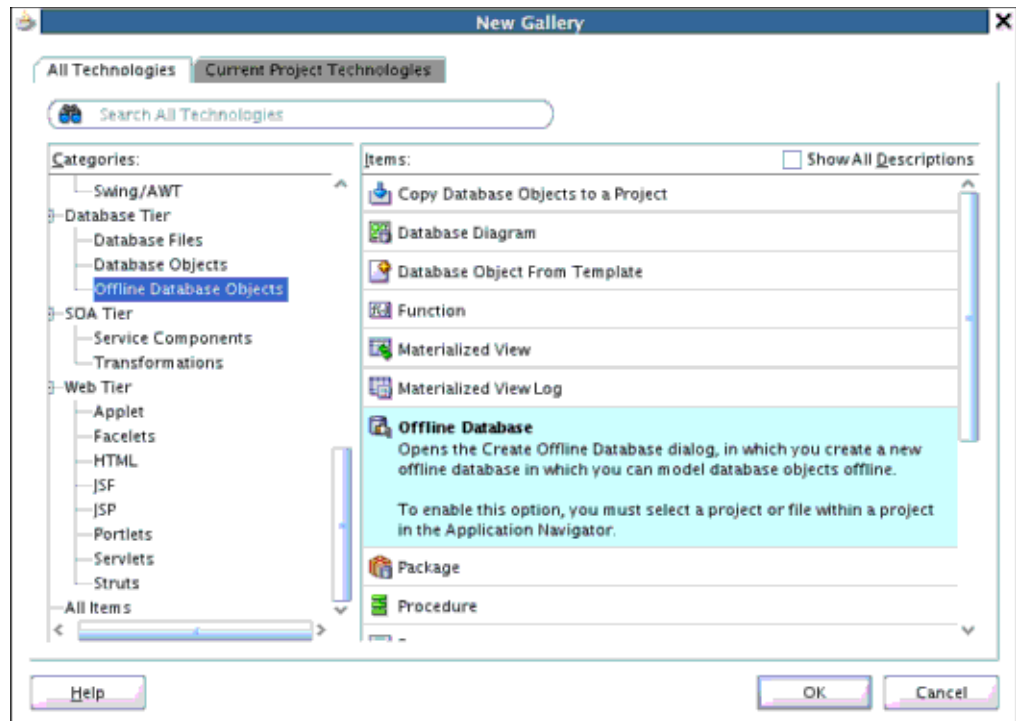 New Gallery
All Technologies
Current Project Technologies
Search All Technologies
Categories:
Swing/AWT
Database Tier
Database Files
Database Objects
Offline Database Objects
SOA Tier
Service Components
Transformations
Web Tier
Applet
Facelets
HTML
JSF
JSP
Portlets
Servlets
Struts
All Items
Items:
Show All Descriptions
Copy Database Objects to a Project
Database Diagram
Database Object From Template
Function
Materialized View
Materialized View Log
Offline Database
Opens the Create Offline Database dialog, in which you create a new
offline database in which you can model database objects offline.
To enable this option, you must select a project or file within a project
in the Application Navigator.
Package
Procedure
Help
OK
Cancel